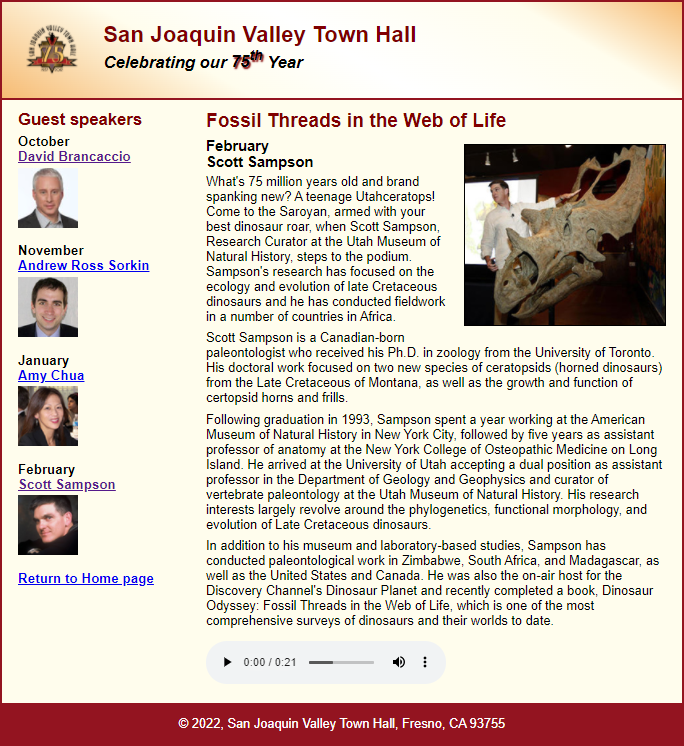 SAN JOAQUIN VALLEY TOWN HALL
75
San Joaquin Valley Town Hall
Celebrating our 75th Year
Guest speakers
October
David Brancaccio
November
Andrew Ross Sorkin
January
Amy Chua
February
Scott Sampson
Return to Home page
Fossil Threads in the Web of Life
February
Scott Sampson
What's 75 million years old and brand
spanking new? A teenage Utahceratops!
Come to the Saroyan, armed with your
best dinosaur roar, when Scott Sampson,
Research Curator at the Utah Museum of
Natural History, steps to the podium.
Sampson's research has focused on the
ecology and evolution of late Cretaceous
dinosaurs and he has conducted fieldwork
in a number of countries in Africa.
Scott Sampson is a Canadian-born
paleontologist who received his Ph.D. in zoology from the University of Toronto.
His doctoral work focused on two new species of ceratopsids (horned dinosaurs)
from the Late Cretaceous of Montana, as well as the growth and function of
certopsid horns and frills.
Following graduation in 1993, Sampson spent a year working at the American
Museum of Natural History in New York City, followed by five years as assistant
professor of anatomy at the New York College of Osteopathic Medicine on Long
Island. He arrived at the University of Utah accepting a dual position as assistant
professor in the Department of Geology and Geophysics and curator of
vertebrate paleontology at the Utah Museum of Natural History. His research
interests largely revolve around the phylogenetics, functional morphology, and
evolution of Late Cretaceous dinosaurs.
In addition to his museum and laboratory-based studies, Sampson has
conducted paleontological work in Zimbabwe, South Africa, and Madagascar, as
well as the United States and Canada. He was also the on-air host for the
Discovery Channel's Dinosaur Planet and recently completed a book, Dinosaur
Odyssey: Fossil Threads in the Web of Life, which is one of the most
comprehensive surveys of dinosaurs and their worlds to date.
0:00 / 0:21
© 2022, San Joaquin Valley Town Hall, Fresno, CA 93755